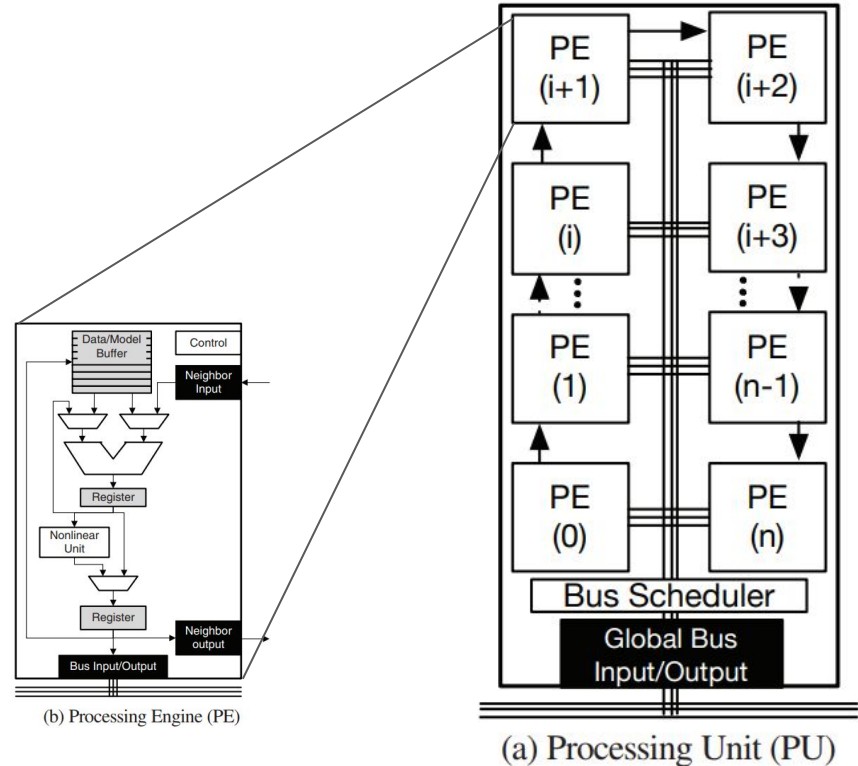 PE
(i+1)
PE
(i+2)
PE
(i)
PE
(i+3)
PE
(1)
PE
(n-1)
PE
(0)
PE
(n)
Bus Scheduler
Global Bus
Input/Output
(a) Processing Unit (PU)
Data/Model
Buffer
Control
Neighbor
Input
Register
Nonlinear
Unit
Register
Neighbor
output
Bus Input/Output
(b) Processing Engine (PE)